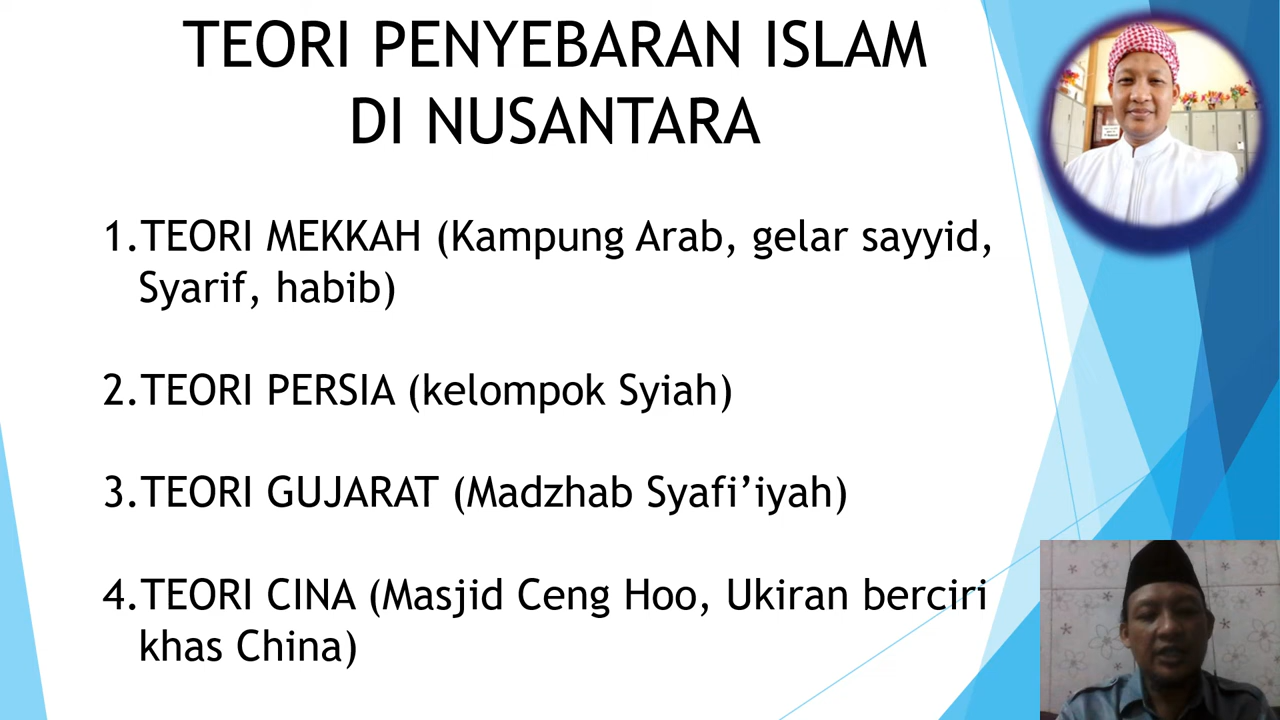 TEORI PENYEBARAN ISLAM
DI NUSANTARA
1.TEORI MEKKAH (Kampung Arab, gelar sayyid,
Syarif, habib)
2.TEORI PERSIA (kelompok Syiah)
3.TEORI GUJARAT (Madzhab Syafi’iyah)
4.TEORI CINA (Masjid Ceng Hoo, Ukiran berciri
khas China)